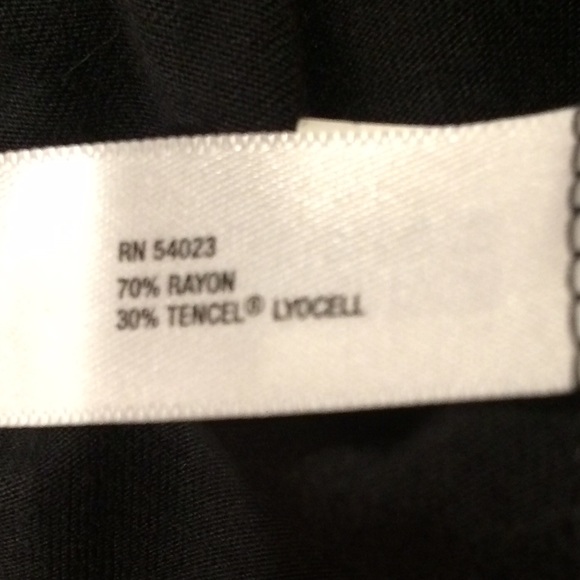 RN 54023
70% RAYON
30% TENCEL® LYOCELL